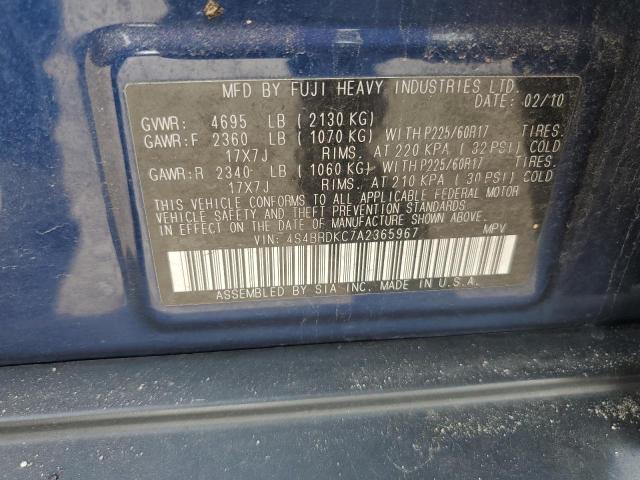 MFD BY FUJI HEAVY INDUSTRIES LTD.
DATE: 02/10
GVWR: 4695 LB (2130 KG)
GAWR:F 2360 LB (1070 KG) WITH P225/60R17 TIRES.
17X7J RIMS. AT 220 KPA (32 PSI) COLD
GAWR:R 2340 LB (1060 KG) WITH P225/60R17 TIRES.
17X7J RIMS. AT 210 KPA (30 PSI) COLD
THIS VEHICLE CONFORMS TO ALL APPLICABLE FEDERAL MOTOR
VEHICLE SAFETY AND THEFT PREVENTION STANDARDS
IN EFFECT ON THE DATE OF MANUFACTURE SHOWN ABOVE.
VIN: 4S4BRDKC7A2365967 MPV
ASSEMBLED BY SIA INC. MADE IN U.S.A.